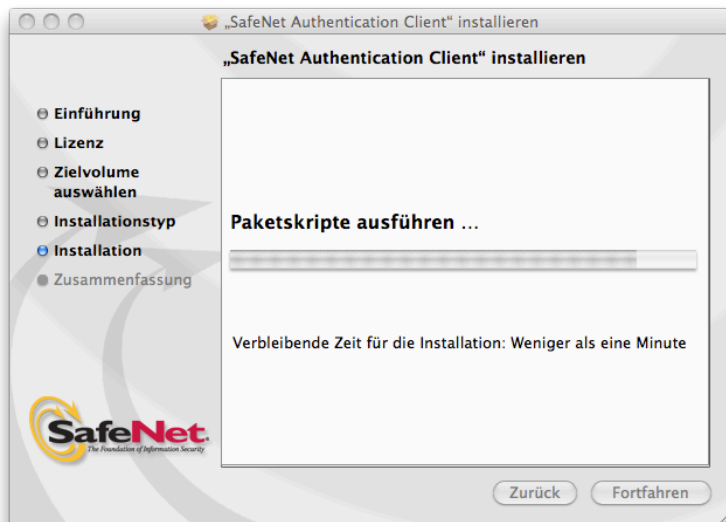 „SafeNet Authentication Client“ installieren
„SafeNet Authentication Client“ installieren
Einführung
Lizenz
Zielvolume
auswählen
Installationstyp
Installation
Zusammenfassung
Paketskripte ausführen ...
Verbleibende Zeit für die Installation: Weniger als eine Minute
SafeNet.
The Foundation of Information Security
Zurück
Fortfahren